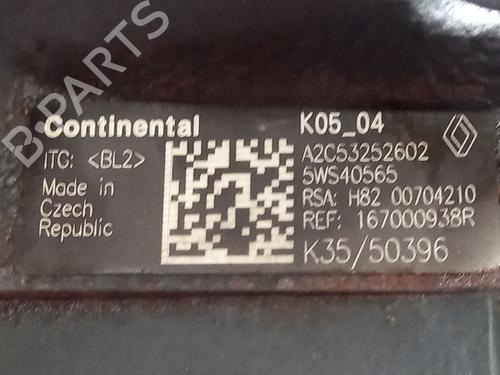 B-PARTS
Continental
ITC: <BL2>
Made in
Czech
Republic
K05_04
A2C53252602
5WS40565
RSA: H82 00704210
REF: 167000938R
K35/50396